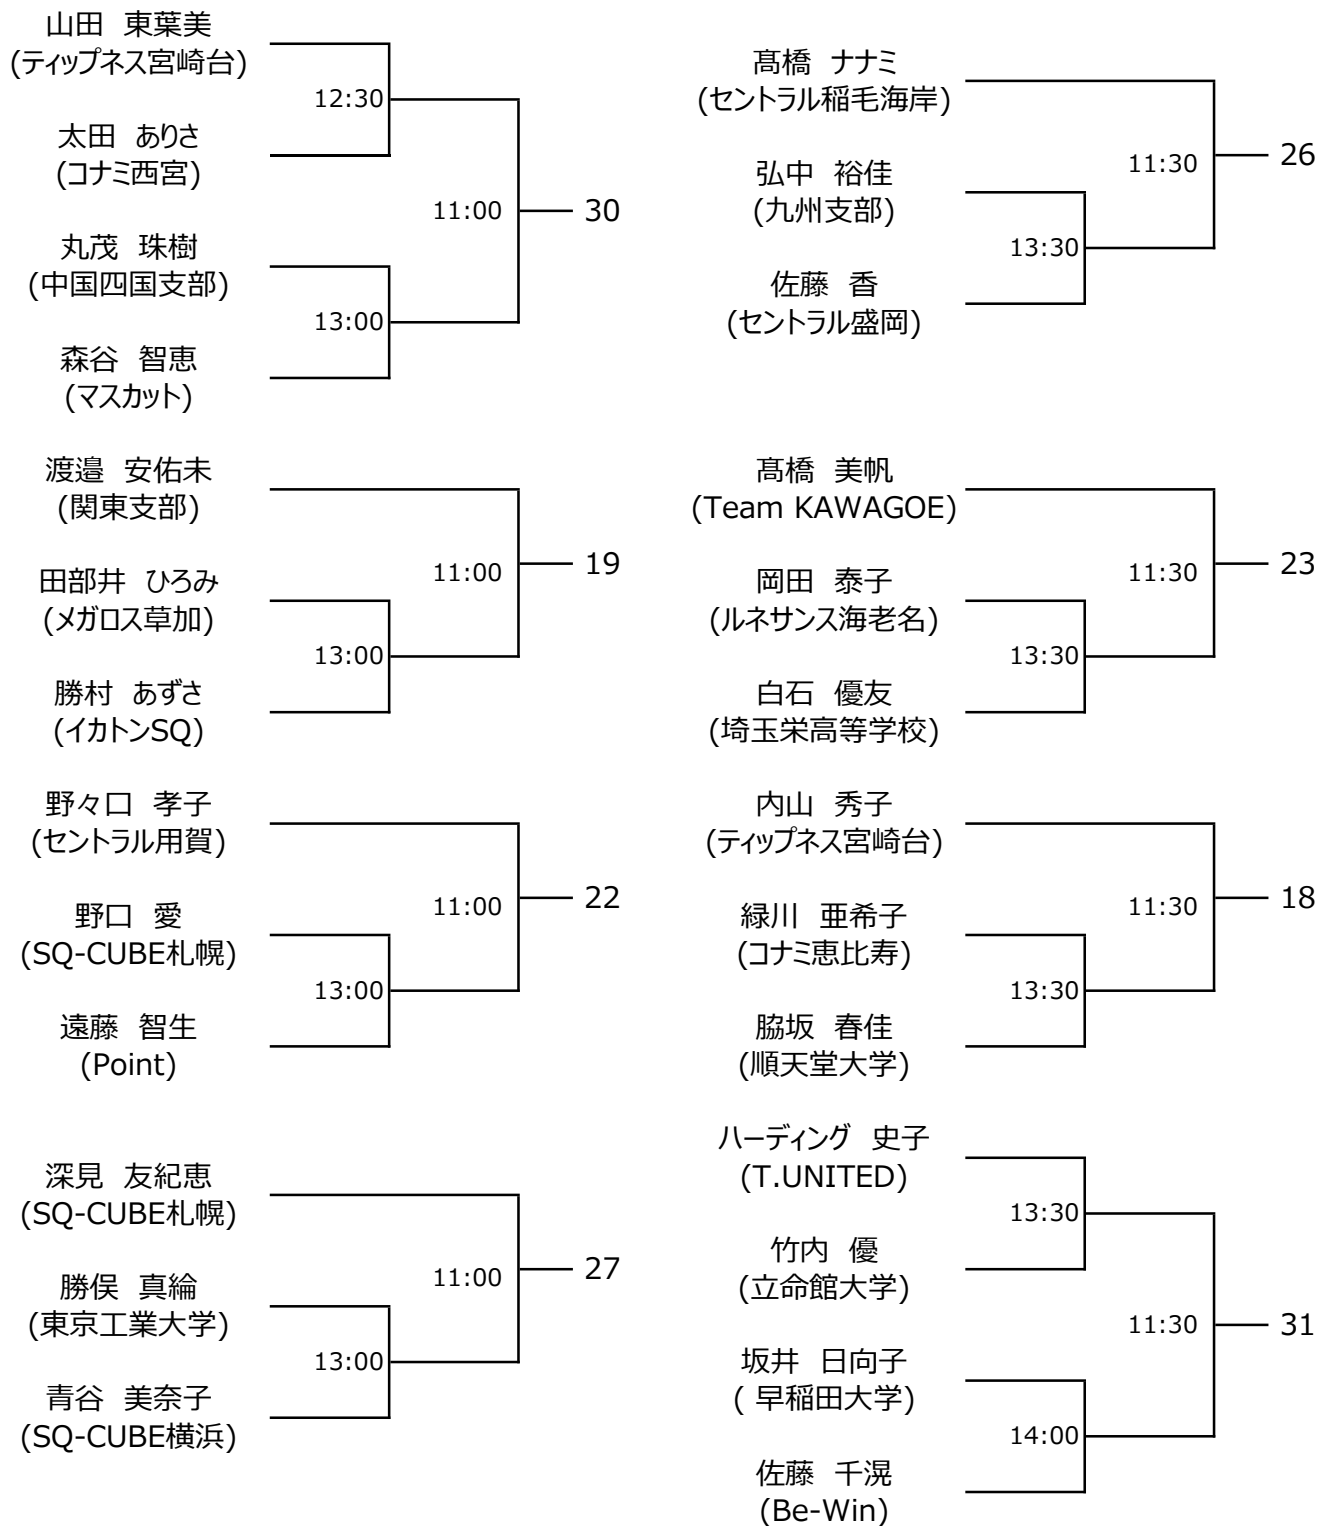 山田 東葉美
(ティップネス宮崎台)
12:30
太田 ありさ
(コナミ西宮)
11:00
30
丸茂 珠樹
(中国四国支部)
13:00
森谷 智恵
(マスカット)
渡邉 安佑未
(関東支部)
11:00
19
田部井 ひろみ
(メガロス草加)
13:00
勝村 あずさ
(イカトンSQ)
野々口 孝子
(セントラル用賀)
11:00
22
野口 愛
(SQ-CUBE札幌)
13:00
遠藤 智生
(Point)
深見 友紀恵
(SQ-CUBE札幌)
11:00
27
勝俣 真綸
(東京工業大学)
13:00
青谷 美奈子
(SQ-CUBE横浜)
髙橋 ナナミ
(セントラル稲毛海岸)
11:30
26
弘中 裕佳
(九州支部)
13:30
佐藤 香
(セントラル盛岡)
髙橋 美帆
(Team KAWAGOE)
11:30
23
岡田 泰子
(ルネサンス海老名)
13:30
白石 優友
(埼玉栄高等学校)
内山 秀子
(ティップネス宮崎台)
11:30
18
緑川 亜希子
(コナミ恵比寿)
13:30
脇坂 春佳
(順天堂大学)
ハーディング 史子
(T.UNITED)
13:30
竹内 優
(立命館大学)
11:30
31
坂井 日向子
( 早稲田大学)
14:00
佐藤 千滉
(Be-Win)